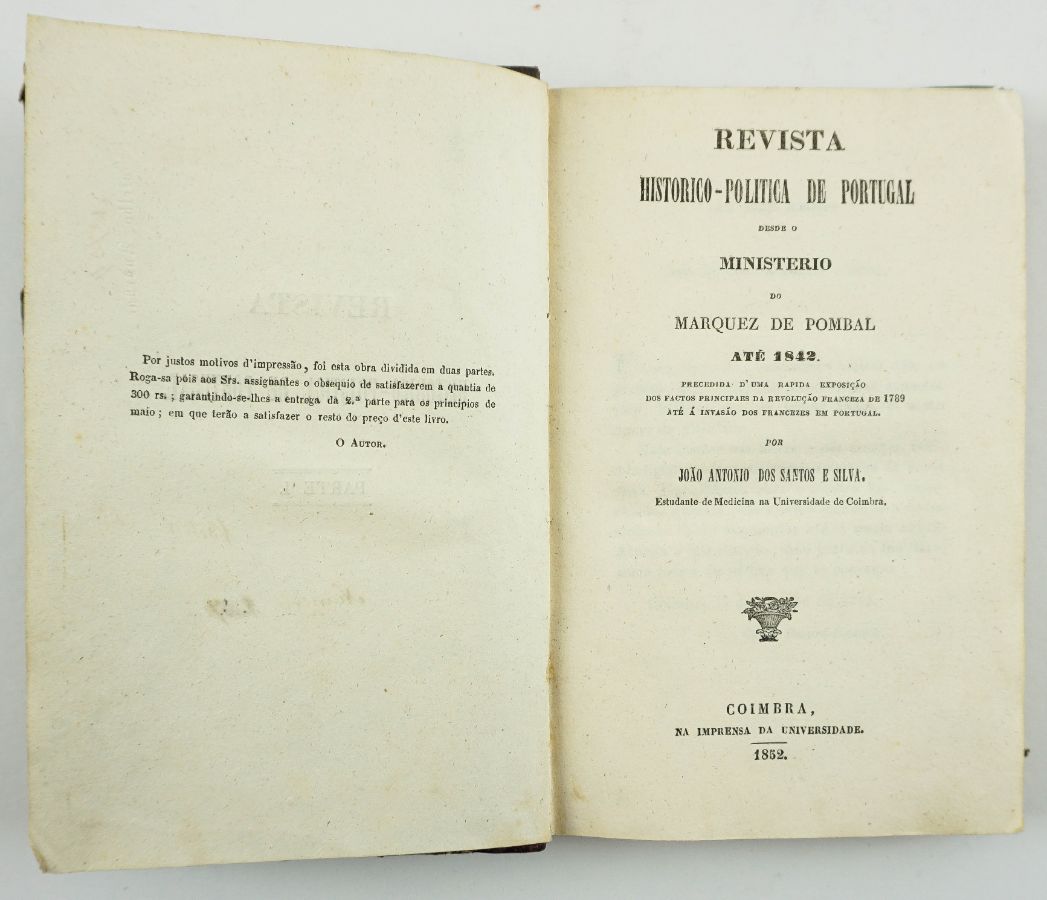 Por justos motivos d'impressão, foi esta obra dividida em duas partes.
Roga-sa pois aos Srs. assignantes o obsequio de satisfazerem a quantia de
300 rs. ; garantindo-se-lhes a entrega da 2.ª parte para os principios de
maio ; em que terão a satisfazer o resto do preço d'este livro.
O AUTOR.
REVISTA
PARTE I.
REVISTA
HISTORICO-POLITICA DE PORTUGAL
DESDE O
MINISTERIO
DO
MARQUEZ DE POMBAL
ATÉ 1842.
PRECEDIDA D'UMA RAPIDA EXPOSIÇÃO
DOS FACTOS PRINCIPAES DA REVOLUÇÃO FRANCEZA DE 1789
ATÉ Á INVASÃO DOS FRANCEZES EM PORTUGAL.
POR
JOÃO ANTONIO DOS SANTOS E SILVA.
Estudante de Medicina na Universidade de Coimbra.
COIMBRA,
NA IMPRENSA DA UNIVERSIDADE.
1852.